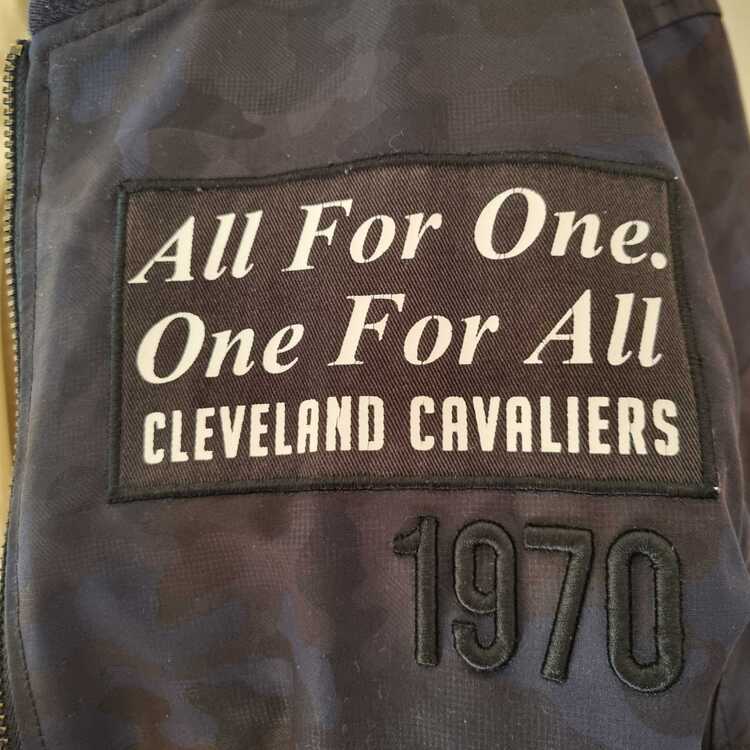 All For One.
One For All
CLEVELAND CAVALIERS
1970